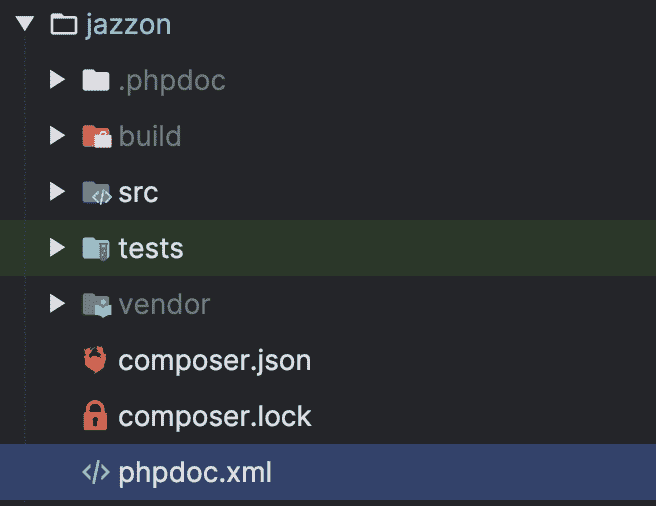 jazzon
.phpdoc
build
src
tests
vendor
composer.json
composer.lock
phpdoc.xml